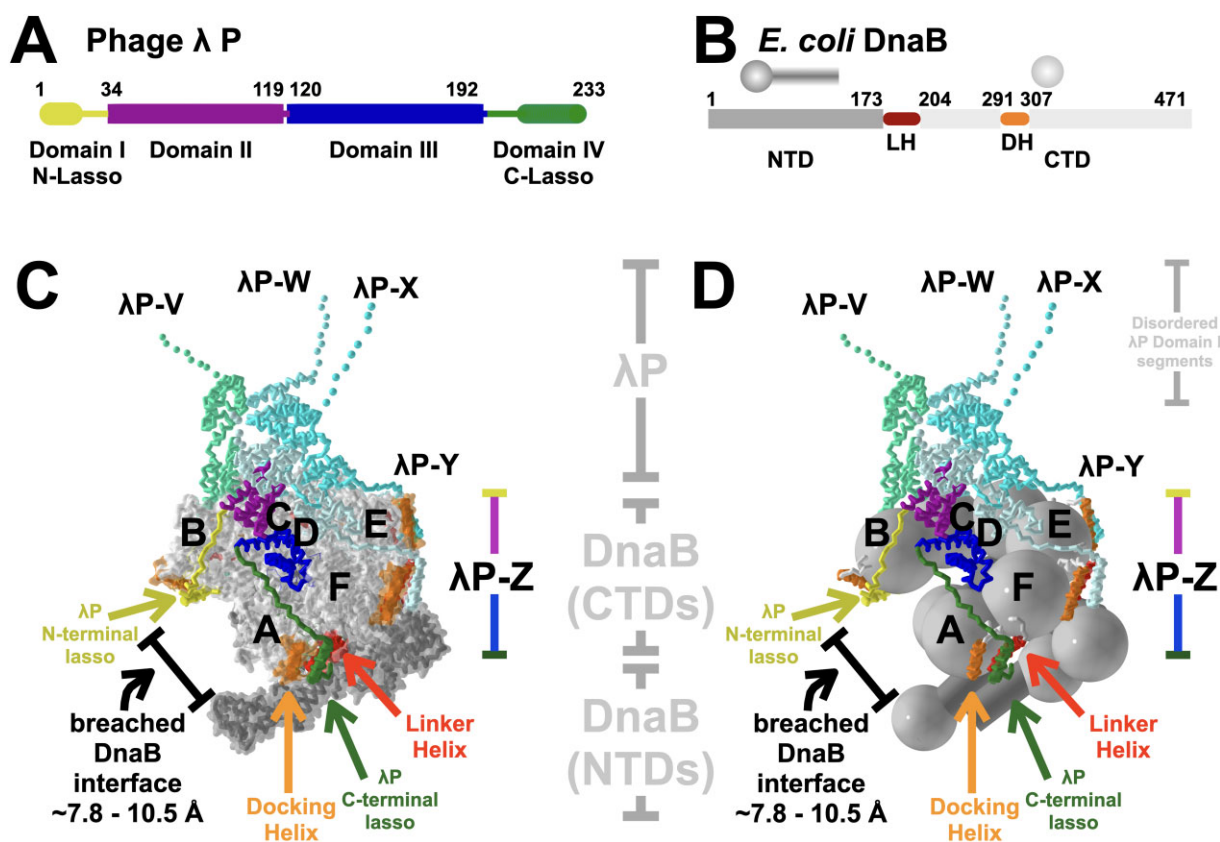 A Phage λ P
1 34 119 120 192 233
Domain I Domain II Domain III Domain IV
N-Lasso C-Lasso
B E. coli DnaB
1 173 204 291 307 471
NTD LH DH CTD
C
λP-V λP-W λP-X
λP-Y
B C D E
F
A
λP-Z
λP
N-terminal
lasso
breached
DnaB
interface
~7.8 - 10.5 Å
Docking
Helix
λP
C-terminal
lasso
Linker
Helix
λP
DnaB
(CTDs)
DnaB
(NTDs)
D
λP-V λP-W λP-X
Disordered
λP Domain I
segments
λP-Y
B C D E
F
A
λP-Z
λP
N-terminal
lasso
breached
DnaB
interface
~7.8 - 10.5 Å
Docking
Helix
λP
C-terminal
lasso
Linker
Helix